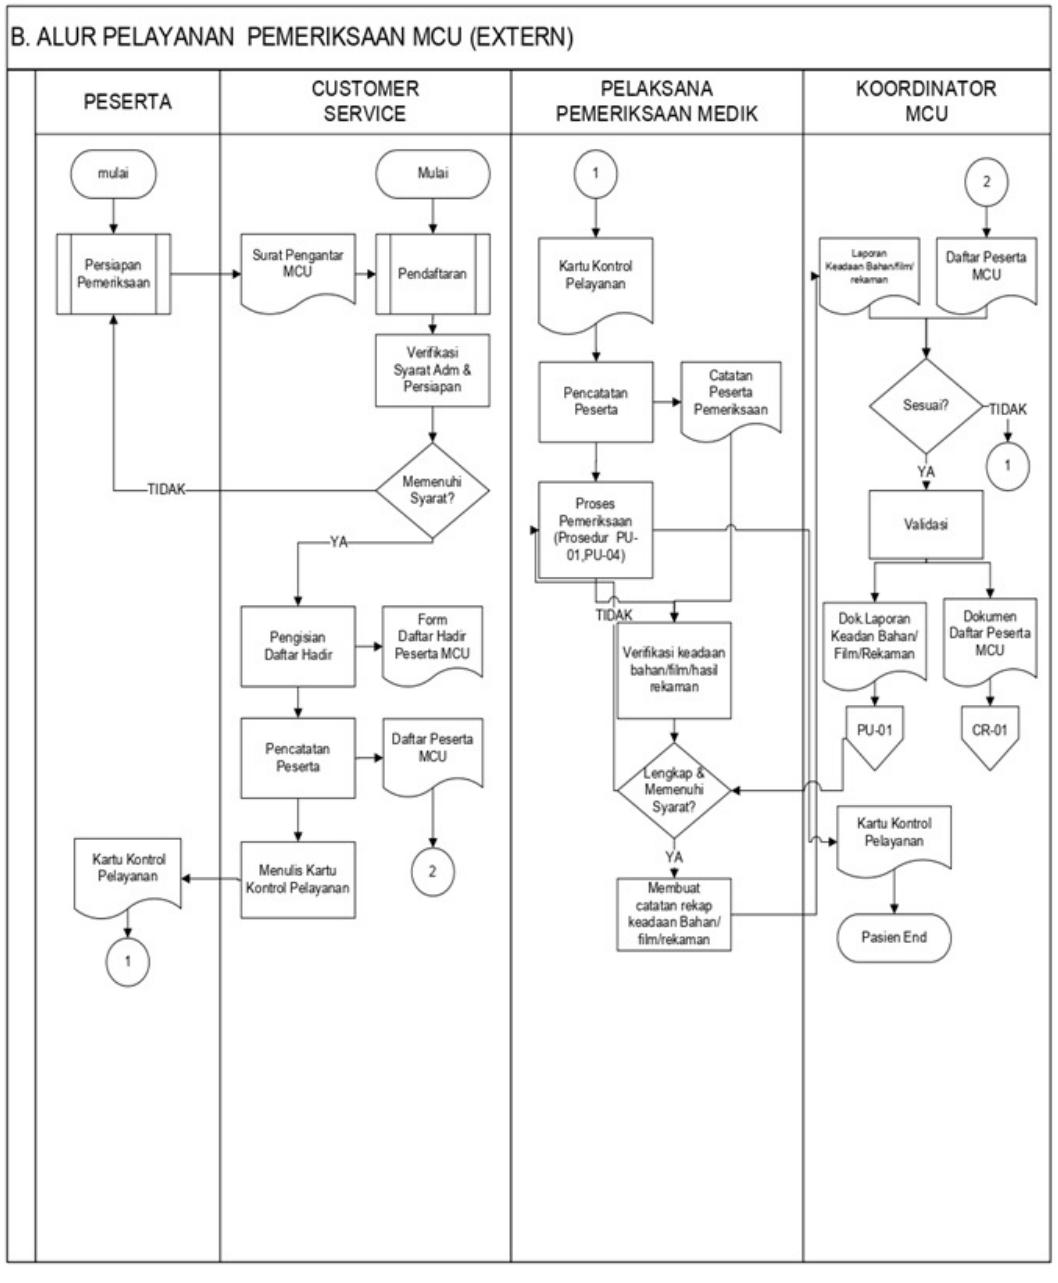 B. ALUR PELAYANAN PEMERIKSAAN MCU (EXTERN)
PESERTA
CUSTOMER
SERVICE
PELAKSANA
PEMERIKSAAN MEDIK
KOORDINATOR
MCU
mulai
Persiapan
Pemeriksaan
TIDAK
Kartu Kontrol
Pelayanan
1
Mulai
Surat Pengantar
MCU
Pendaftaran
Verifikasi
Syarat Adm &
Persiapan
Memenuhi
Syarat?
YA
Pengisian
Daftar Hadir
Form
Daftar Hadir
Peserta MCU
Pencatatan
Peserta
Daftar Peserta
MCU
Menulis Kartu
Kontrol Pelayanan
2
1
Kartu Kontrol
Pelayanan
Pencatatan
Peserta
Catatan
Peserta
Pemeriksaan
Proses
Pemeriksaan
(Prosedur PU-
01,PU-04)
TIDAK
Verifikasi keadaan
bahan/film/hasil
rekaman
Lengkap &
Memenuhi
Syarat?
YA
Membuat
catatan rekap
keadaan Bahan/
film/rekaman
2
Laporan
Keadaan Bahan/film/
rekaman
Daftar Peserta
MCU
Sesuai?
TIDAK
1
YA
Validasi
Dok.Laporan
Keadan Bahan/
Film/Rekaman
Dokumen
Daftar Peserta
MCU
PU-01
CR-01
Kartu Kontrol
Pelayanan
Pasien End